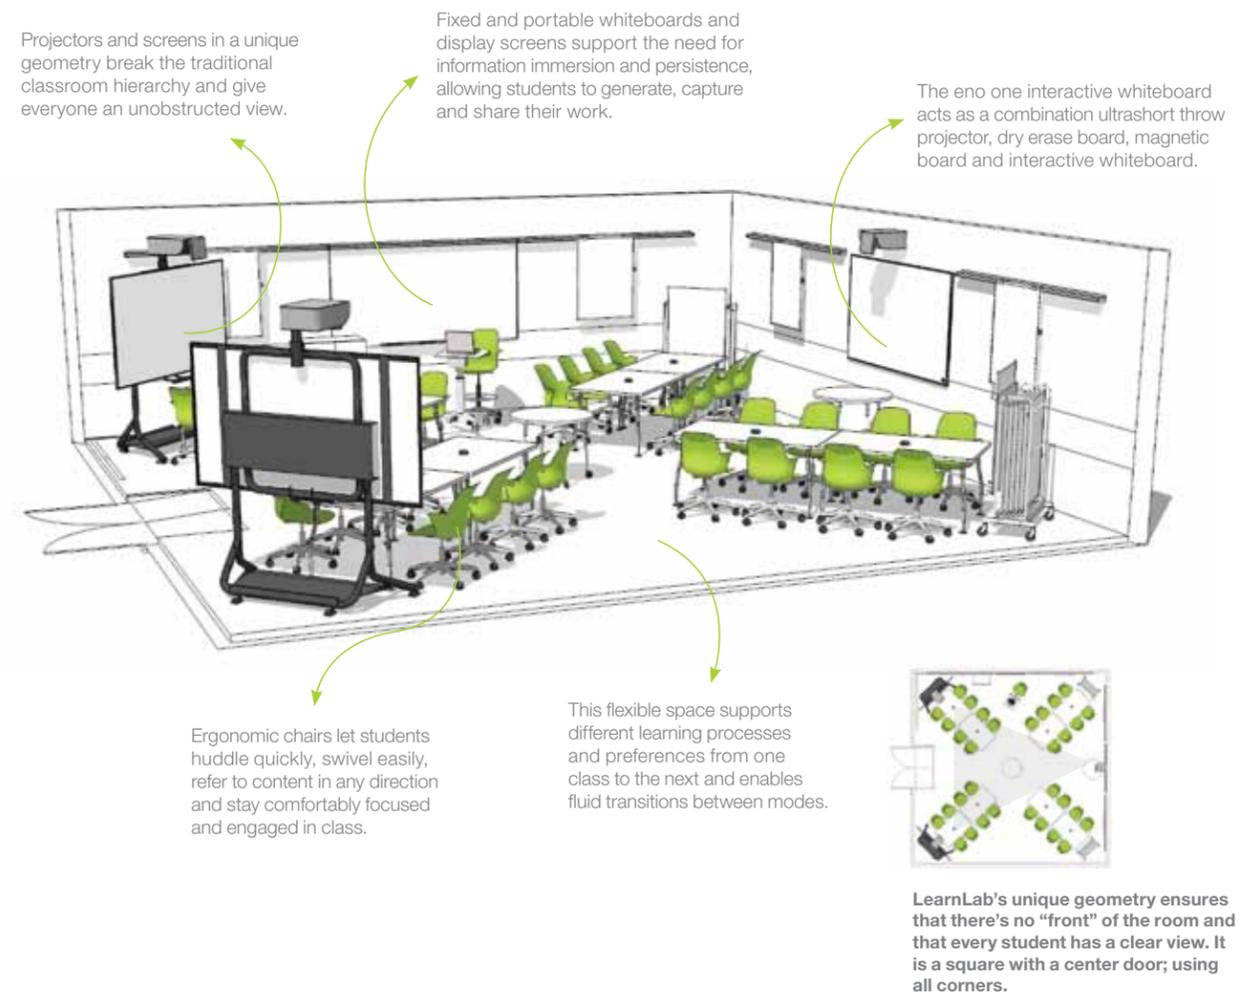 Projectors and screens in a unique
geometry break the traditional
classroom hierarchy and give
everyone an unobstructed view.
Fixed and portable whiteboards and
display screens support the need for
information immersion and persistence,
allowing students to generate, capture
and share their work.
The eno one interactive whiteboard
acts as a combination ultrashort throw
projector, dry erase board, magnetic
board and interactive whiteboard.
Ergonomic chairs let students
huddle quickly, swivel easily,
refer to content in any direction
and stay comfortably focused
and engaged in class.
This flexible space supports
different learning processes
and preferences from one
class to the next and enables
fluid transitions between modes.
LearnLab’s unique geometry ensures
that there’s no “front” of the room and
that every student has a clear view. It
is a square with a center door; using
all corners.